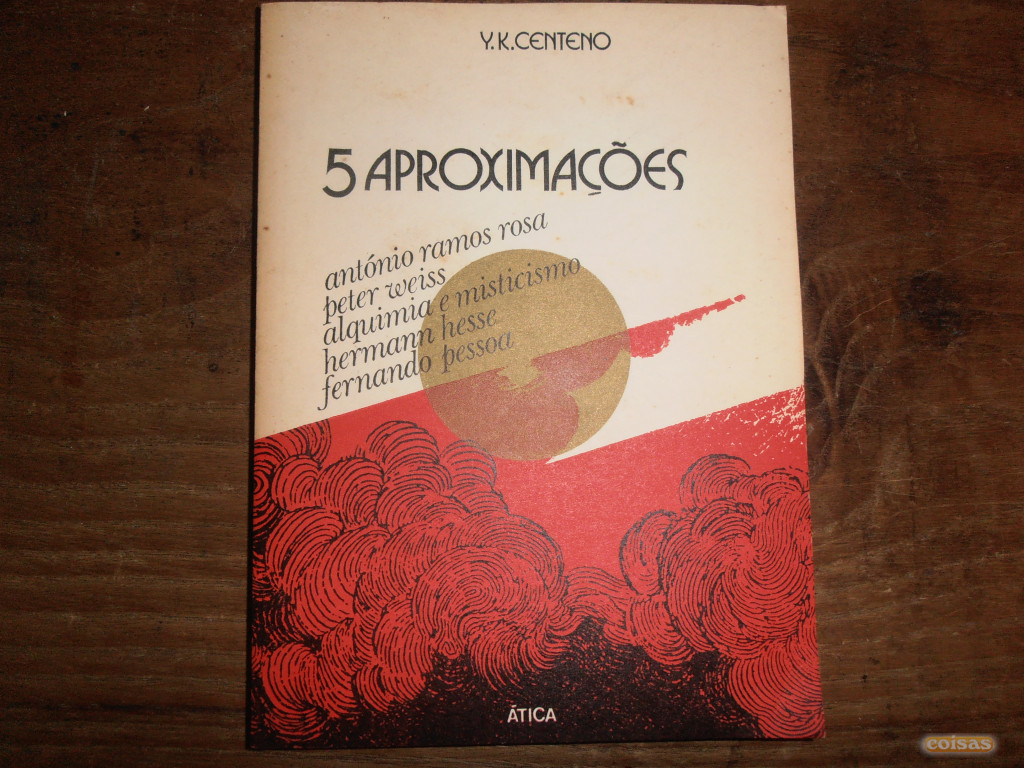 Y.K.CENTENO
5 APROXIMAÇÕES
antónio ramos rosa
peter weiss
alquimia e misticismo
hermann hesse
fernando pessoa
ÁTICA
coisas